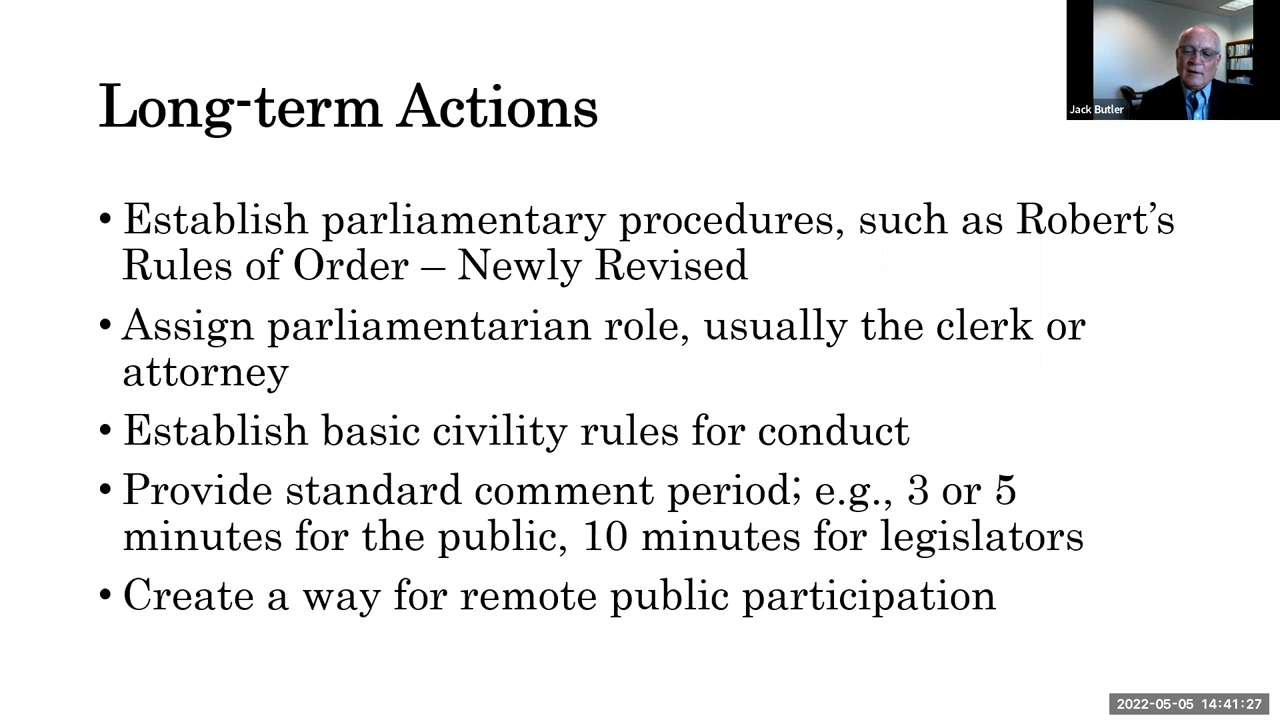 Long-term Actions
Jack Butler
• Establish parliamentary procedures, such as Robert’s
Rules of Order – Newly Revised
• Assign parliamentarian role, usually the clerk or
attorney
• Establish basic civility rules for conduct
• Provide standard comment period; e.g., 3 or 5
minutes for the public, 10 minutes for legislators
• Create a way for remote public participation
2022-05-05 14:41:27